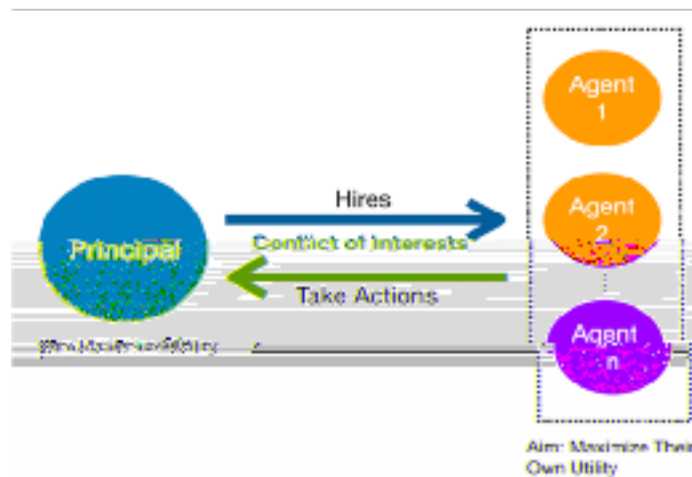 Agent
1
Hires
Agent
2
Conflict of Interests
Principal
Take Actions
Agent
n
Aim: Maximize Their
Own Utility